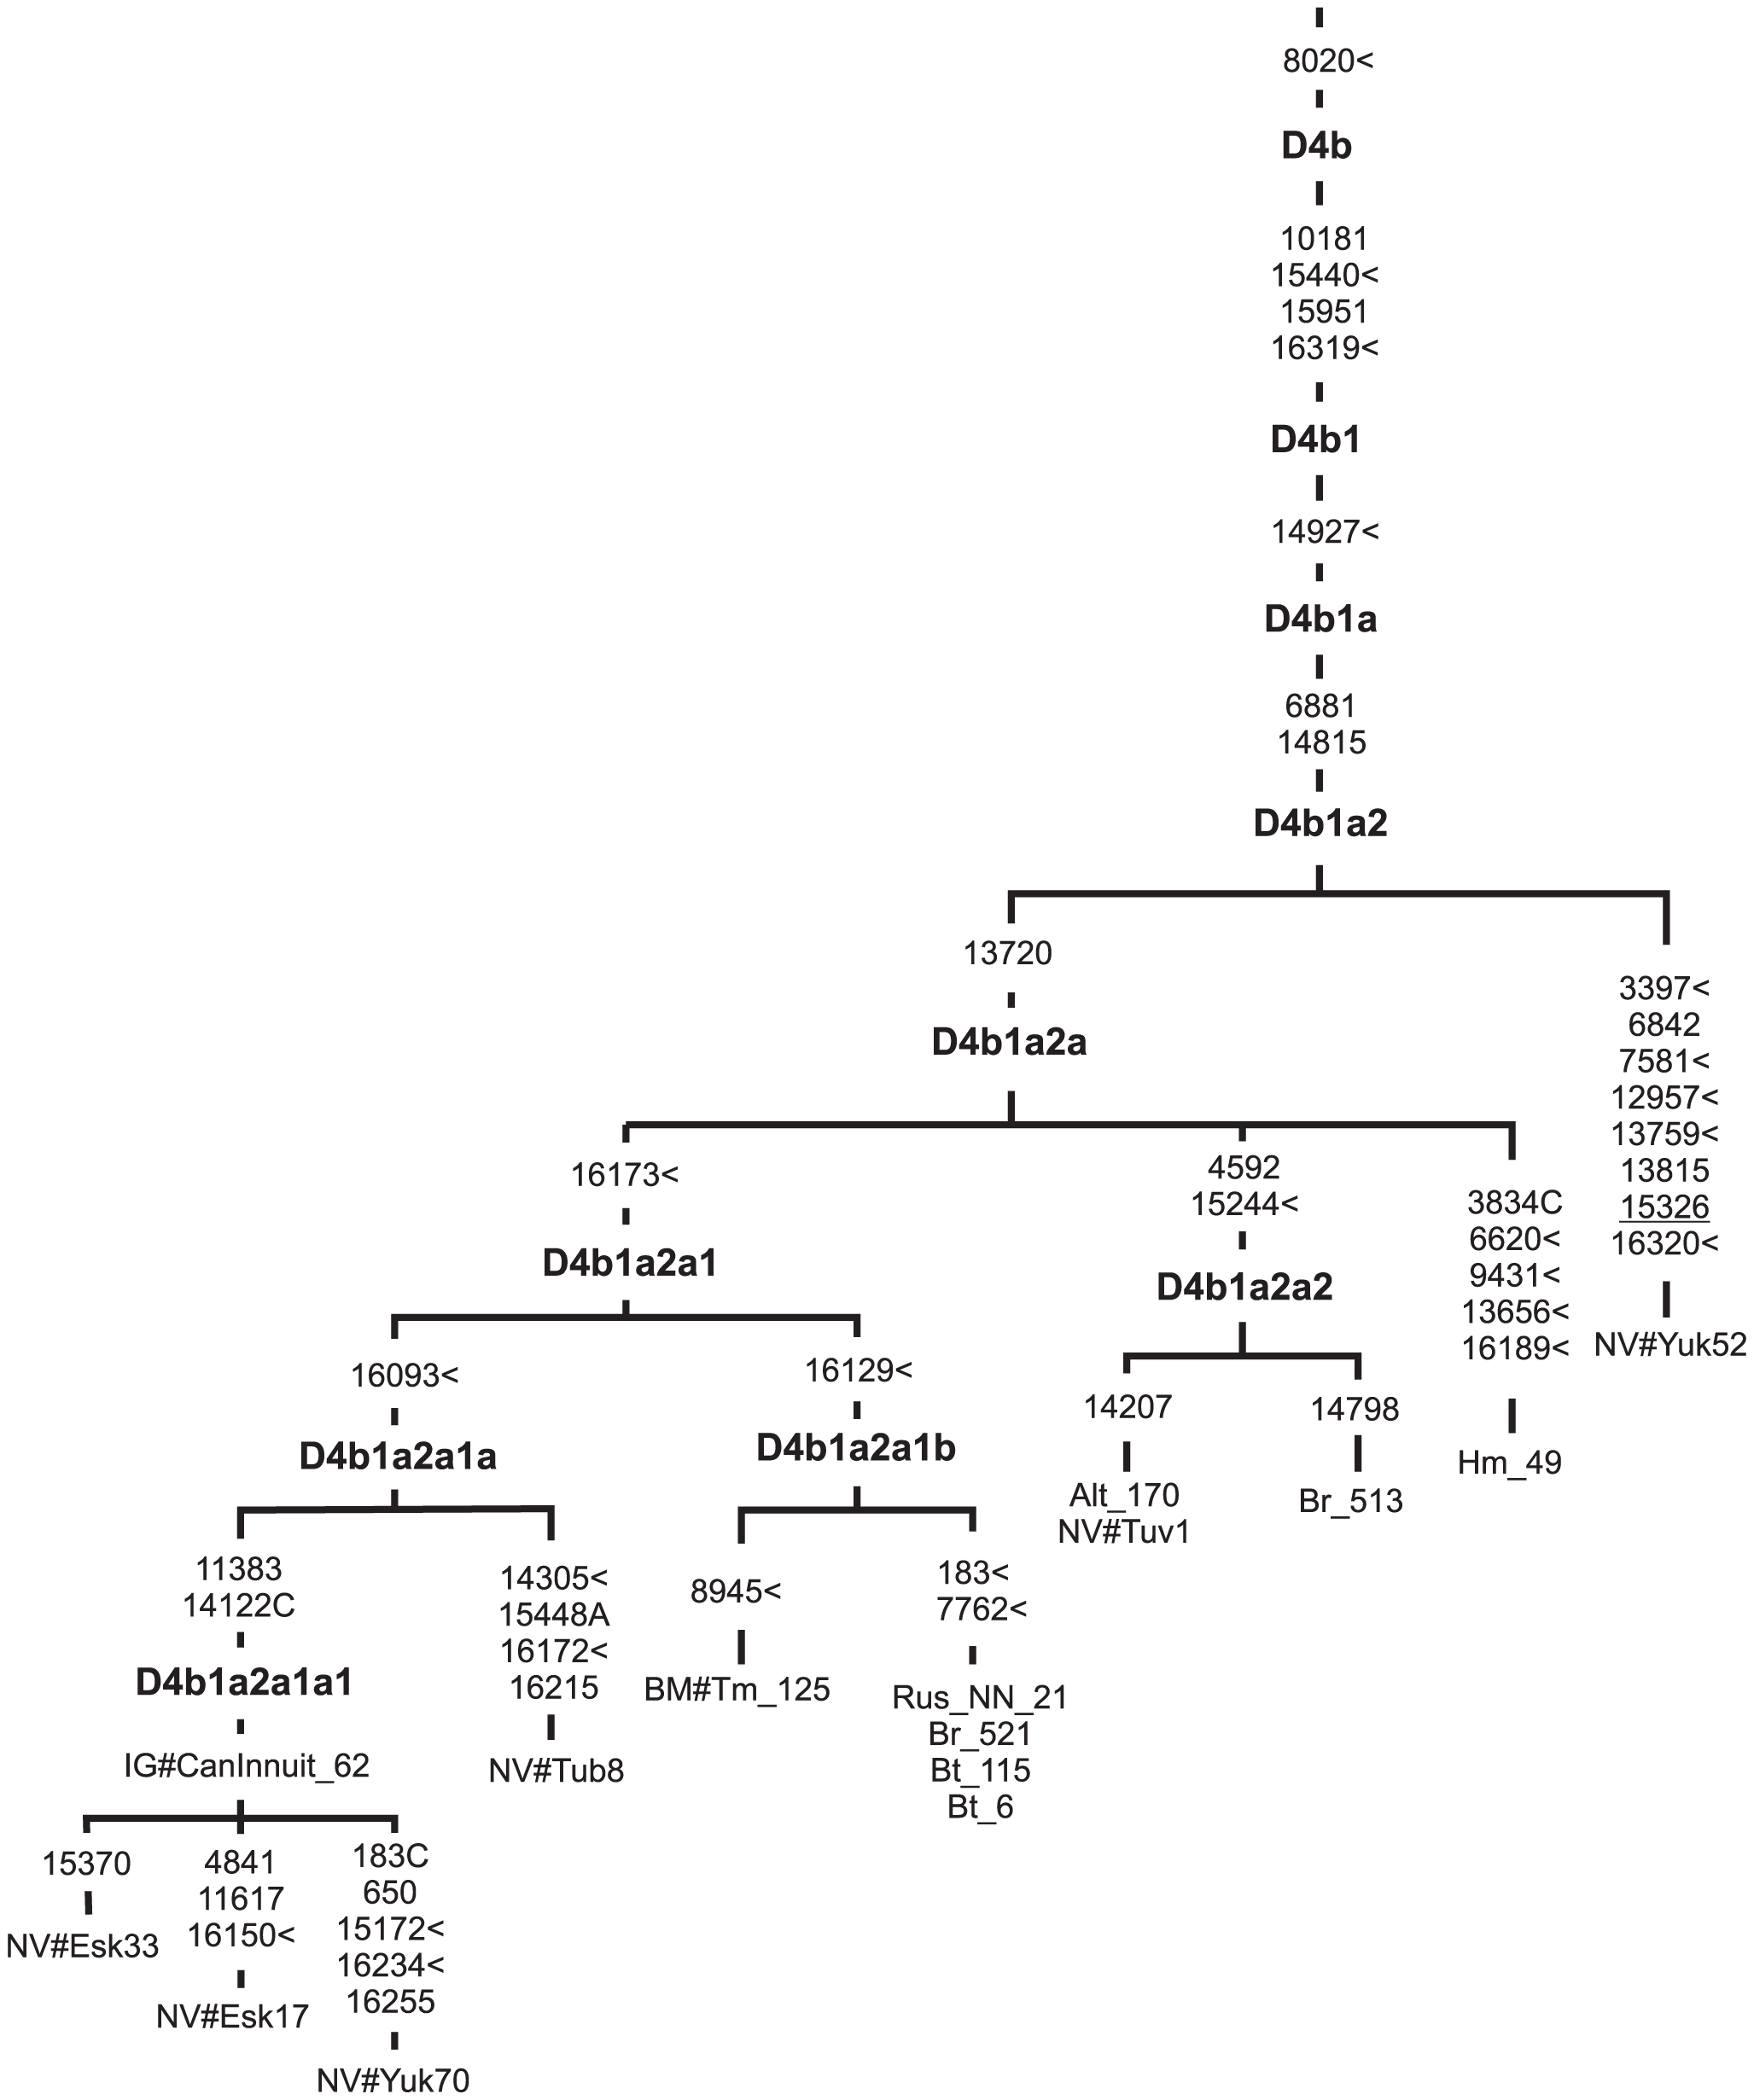 8020<
D4b
10181
15440<
15951
16319<
D4b1
14927<
D4b1a
6881
14815
D4b1a2
13720
D4b1a2a
3397<
6842
7581<
12957<
13759<
13815
15326
16320<
NV#Yuk52
16173<
D4b1a2a1
4592
15244<
D4b1a2a2
3834C
6620<
9431<
13656<
16189<
Hm_49
16093<
D4b1a2a1a
16129<
D4b1a2a1b
14207
Alt_170
NV#Tuv1
14798
Br_513
11383
14122C
D4b1a2a1a1
IG#CanInnuit_62
14305<
15448A
16172<
16215
NV#Tub8
8945<
BM#Tm_125
183<
7762<
Rus_NN_21
Br_521
Bt_115
Bt_6
15370
NV#Esk33
4841
11617
16150<
NV#Esk17
183C
650
15172<
16234<
16255
NV#Yuk70